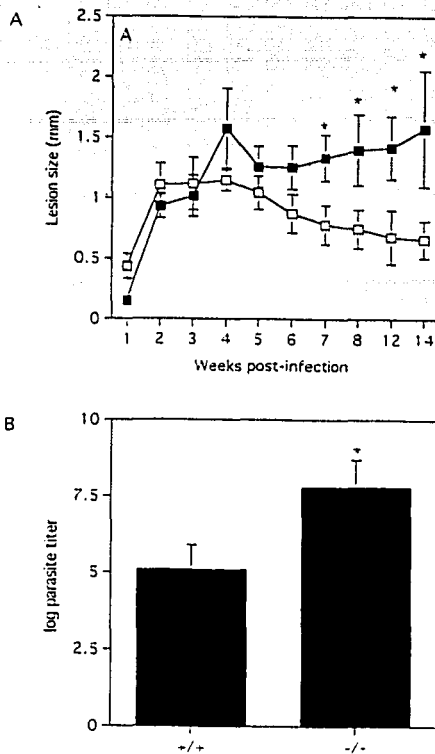 A
A
2.5
2
1.5
1
0.5
0
Lesion size (mm)
* * * *
1 2 3 4 5 6 7 8 12 14
Weeks post-infection
B
10
7.5
5
2.5
0
log parasite titer
*
+/+ -/-